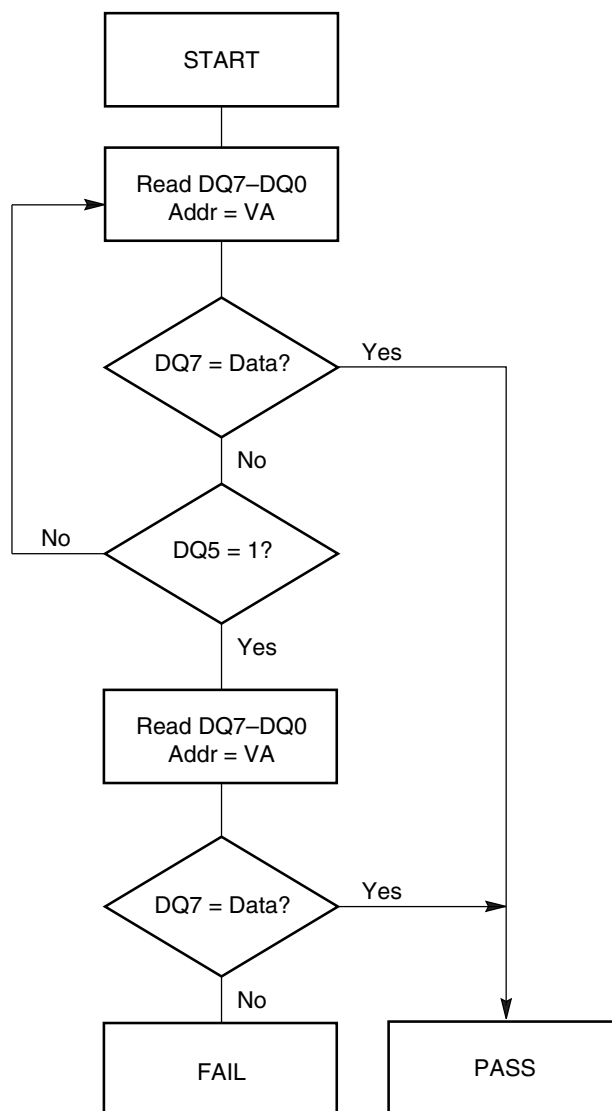 START
Read DQ7–DQ0
Addr = VA
DQ7 = Data?
Yes
No
No
DQ5 = 1?
Yes
Read DQ7–DQ0
Addr = VA
DQ7 = Data?
Yes
No
FAIL
PASS